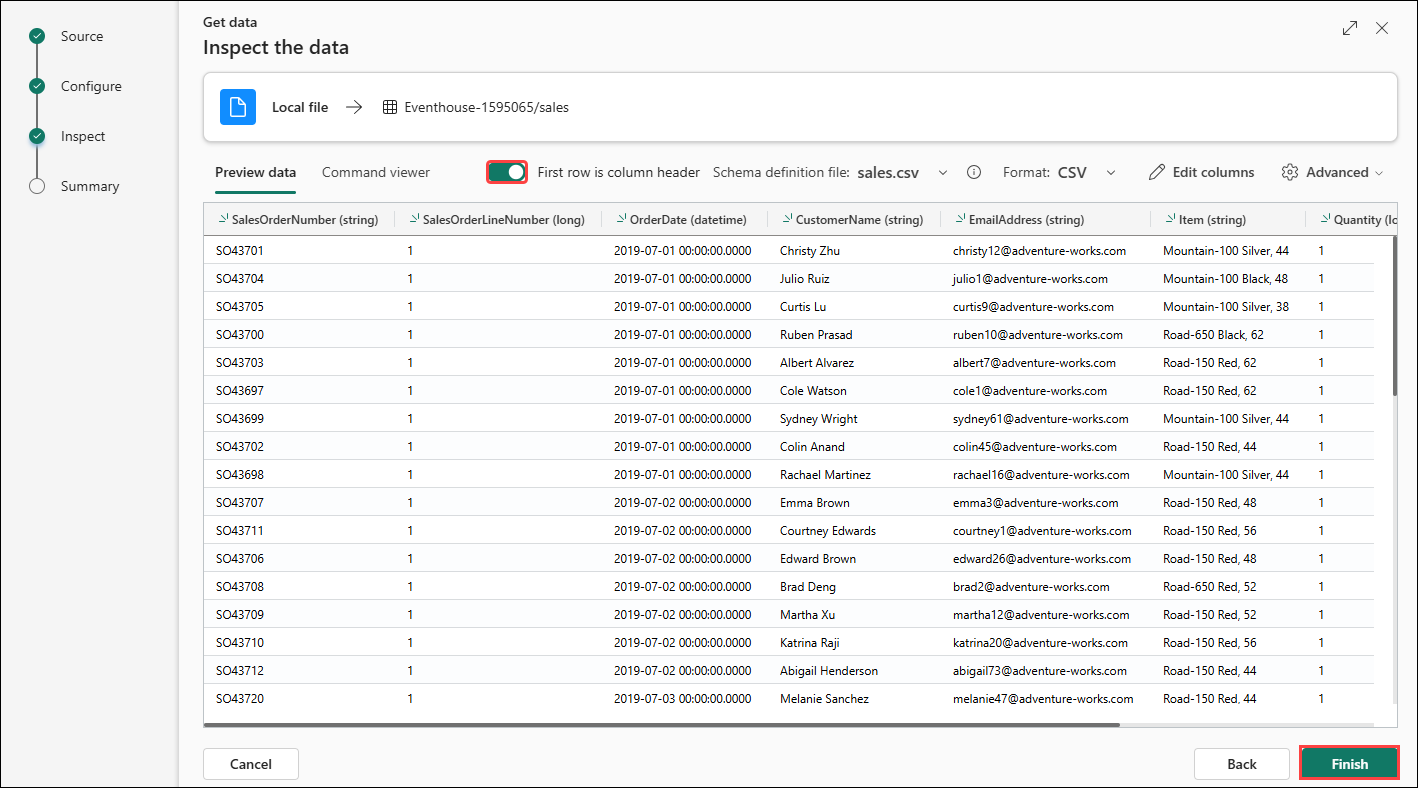 Source
Configure
Inspect
Summary
Get data
Inspect the data
Local file → Eventhouse-1595065/sales
Preview data Command viewer First row is column header Schema definition file: sales.csv Format: CSV Edit columns Advanced
SalesOrderNumber (string) SalesOrderLineNumber (long) OrderDate (datetime) CustomerName (string) EmailAddress (string) Item (string) Quantity (lo
SO43701 1 2019-07-01 00:00:00.0000 Christy Zhu christy12@adventure-works.com Mountain-100 Silver, 44 1
SO43704 1 2019-07-01 00:00:00.0000 Julio Ruiz julio1@adventure-works.com Mountain-100 Black, 48 1
SO43705 1 2019-07-01 00:00:00.0000 Curtis Lu curtis9@adventure-works.com Mountain-100 Silver, 38 1
SO43700 1 2019-07-01 00:00:00.0000 Ruben Prasad ruben10@adventure-works.com Road-650 Black, 62 1
SO43703 1 2019-07-01 00:00:00.0000 Albert Alvarez albert7@adventure-works.com Road-150 Red, 62 1
SO43697 1 2019-07-01 00:00:00.0000 Cole Watson cole1@adventure-works.com Road-150 Red, 62 1
SO43699 1 2019-07-01 00:00:00.0000 Sydney Wright sydney61@adventure-works.com Mountain-100 Silver, 44 1
SO43702 1 2019-07-01 00:00:00.0000 Colin Anand colin45@adventure-works.com Road-150 Red, 44 1
SO43698 1 2019-07-01 00:00:00.0000 Rachael Martinez rachael16@adventure-works.com Mountain-100 Silver, 44 1
SO43707 1 2019-07-02 00:00:00.0000 Emma Brown emma3@adventure-works.com Road-150 Red, 48 1
SO43711 1 2019-07-02 00:00:00.0000 Courtney Edwards courtney1@adventure-works.com Road-150 Red, 56 1
SO43706 1 2019-07-02 00:00:00.0000 Edward Brown edward26@adventure-works.com Road-150 Red, 48 1
SO43708 1 2019-07-02 00:00:00.0000 Brad Deng brad2@adventure-works.com Road-650 Red, 52 1
SO43709 1 2019-07-02 00:00:00.0000 Martha Xu martha12@adventure-works.com Road-150 Red, 52 1
SO43710 1 2019-07-02 00:00:00.0000 Katrina Raji katrina20@adventure-works.com Road-150 Red, 56 1
SO43712 1 2019-07-02 00:00:00.0000 Abigail Henderson abigail73@adventure-works.com Road-150 Red, 44 1
SO43720 1 2019-07-03 00:00:00.0000 Melanie Sanchez melanie47@adventure-works.com Road-150 Red, 44 1
Cancel Back Finish